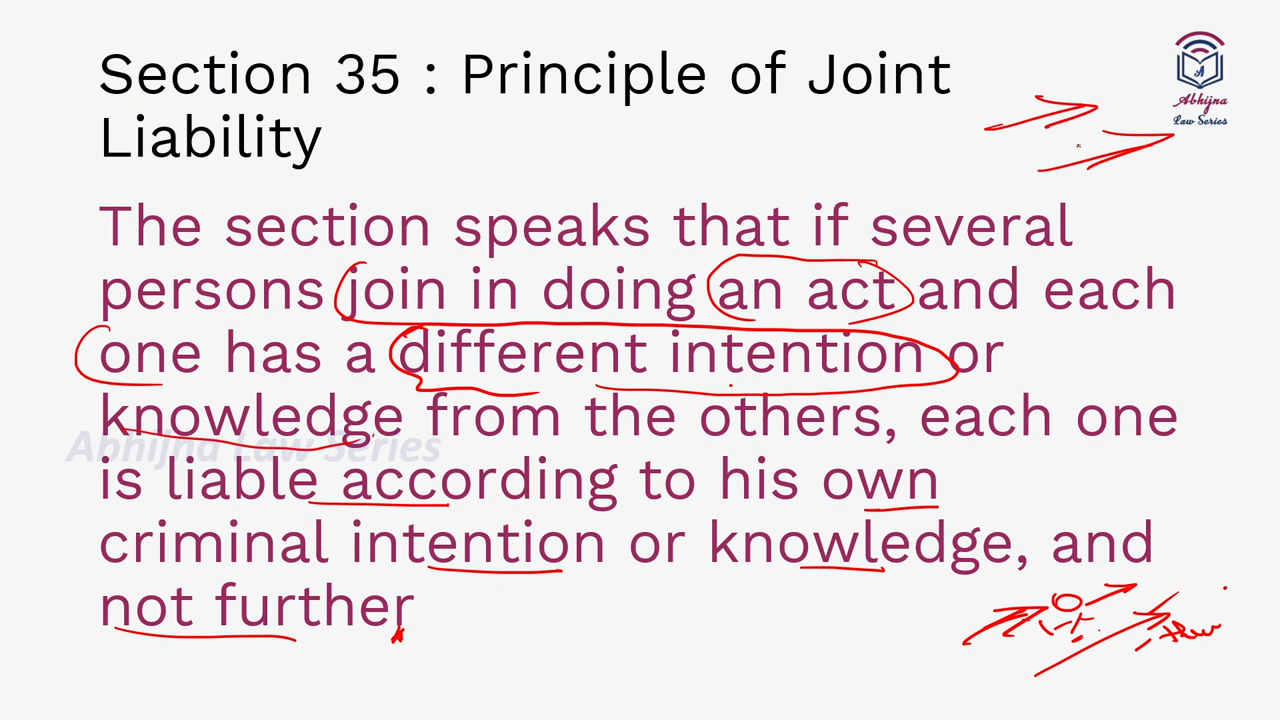 Section 35 : Principle of Joint
Liability
A
Abhijna
Law Series
The section speaks that if several
persons join in doing an act and each
one has a different intention or
knowledge from the others, each one
Abhijna Law Series
is liable according to his own
criminal intention or knowledge, and
not further